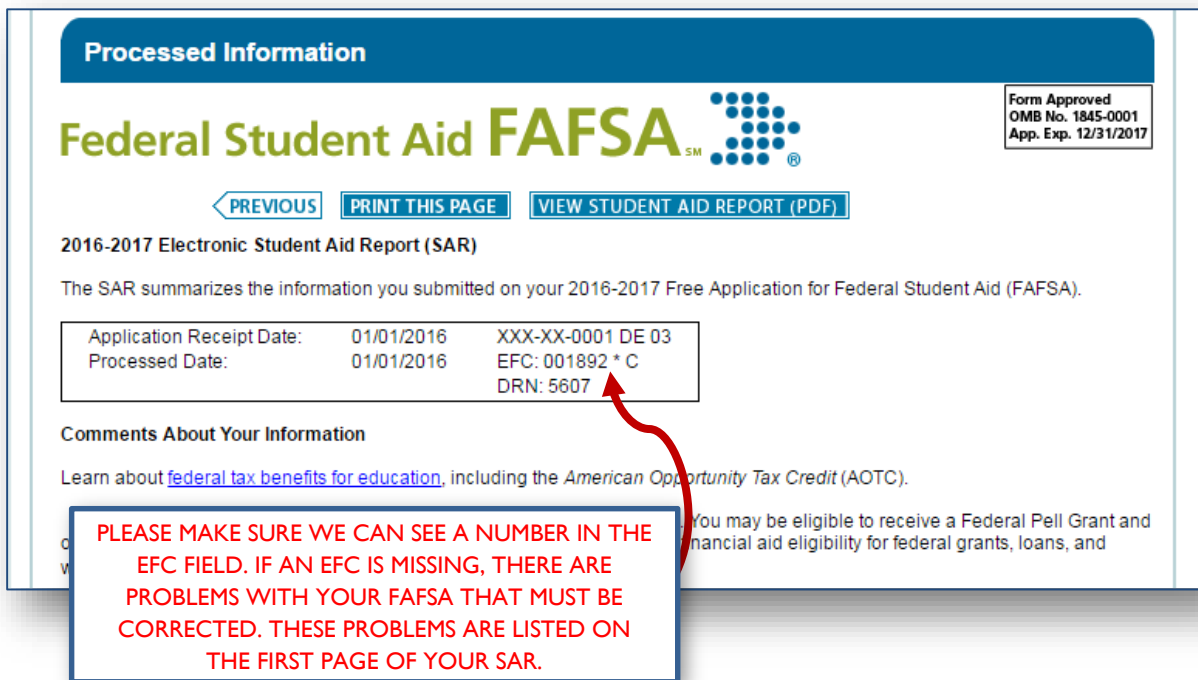 Processed Information
Federal Student Aid FAFSA SM ®
Form Approved
OMB No. 1845-0001
App. Exp. 12/31/2017
PREVIOUS PRINT THIS PAGE VIEW STUDENT AID REPORT (PDF)
2016-2017 Electronic Student Aid Report (SAR)
The SAR summarizes the information you submitted on your 2016-2017 Free Application for Federal Student Aid (FAFSA).
Application Receipt Date: 01/01/2016 XXX-XX-0001 DE 03
Processed Date: 01/01/2016 EFC: 001892 * C
DRN: 5607
Comments About Your Information
Learn about federal tax benefits for education, including the American Opportunity Tax Credit (AOTC).
You may be eligible to receive a Federal Pell Grant and
financial aid eligibility for federal grants, loans, and
PLEASE MAKE SURE WE CAN SEE A NUMBER IN THE
EFC FIELD. IF AN EFC IS MISSING, THERE ARE
PROBLEMS WITH YOUR FAFSA THAT MUST BE
CORRECTED. THESE PROBLEMS ARE LISTED ON
THE FIRST PAGE OF YOUR SAR.